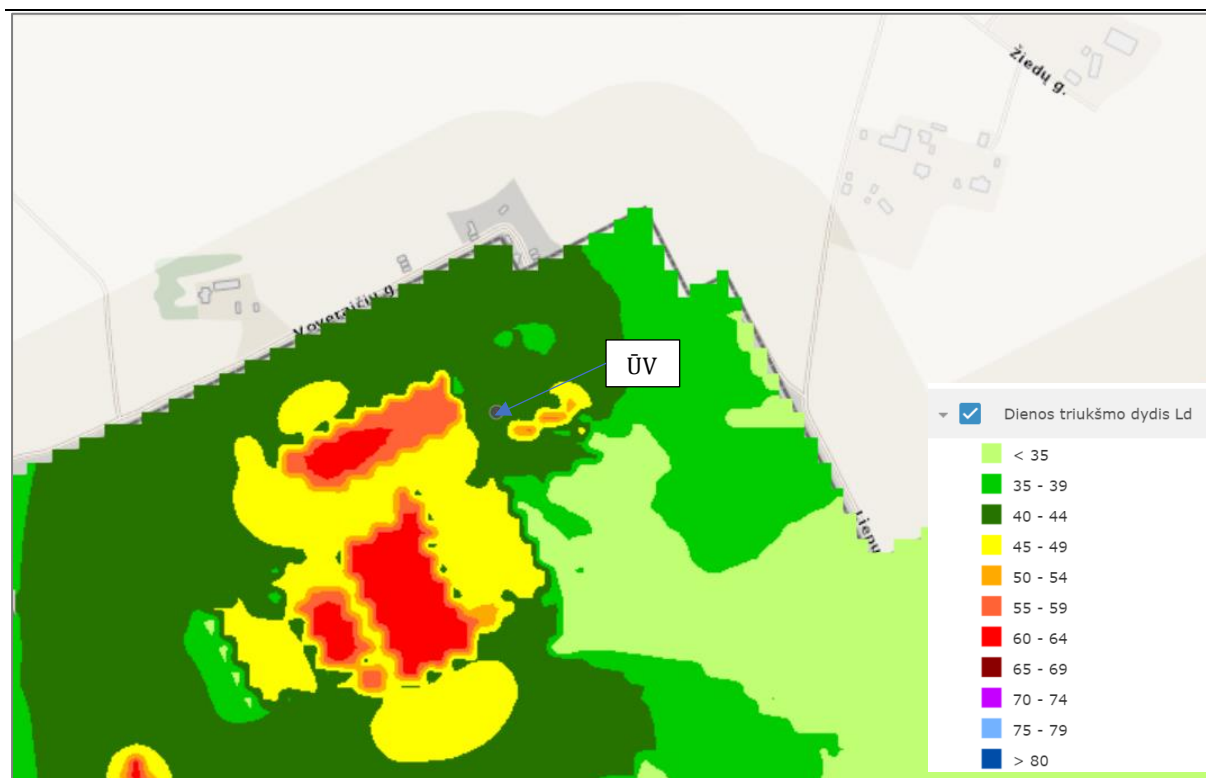 Žiedų g.
Voveraičių g.
ŪV
Lienų
Dienos triukšmo dydis Ld
< 35
35 - 39
40 - 44
45 - 49
50 - 54
55 - 59
60 - 64
65 - 69
70 - 74
75 - 79
> 80